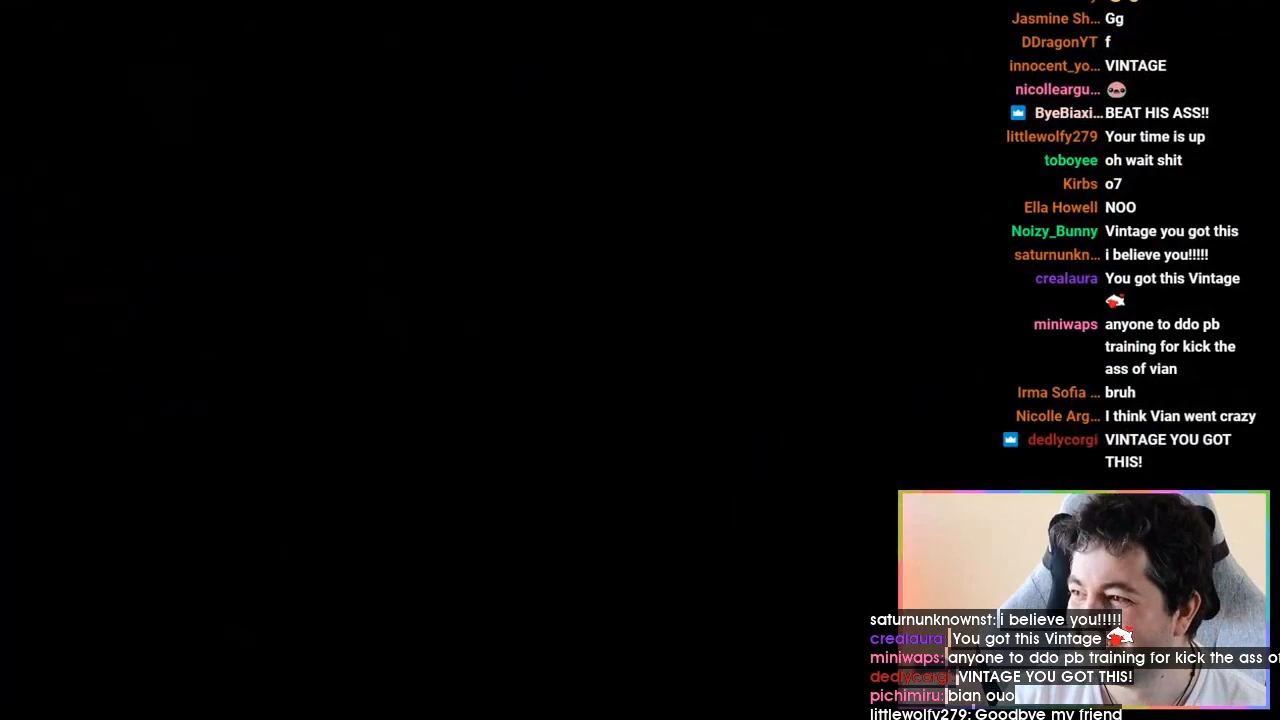 Jasmine Sh... Gg
DDragonYT f
innocent_yo... VINTAGE
nicolleargu...
ByeBiaxi... BEAT HIS ASS!!
littlewolfy279 Your time is up
toboyee oh wait shit
Kirbs o7
Ella Howell NOO
Noizy_Bunny Vintage you got this
saturnunkn... i believe you!!!!!
crealaura You got this Vintage
miniwaps anyone to ddo pb
training for kick the
ass of vian
Irma Sofia ... bruh
Nicolle Arg... I think Vian went crazy
dedlycorgi VINTAGE YOU GOT
THIS!
saturnunknownst: i believe you!!!!!
crealaura: You got this Vintage
miniwaps: anyone to ddo pb training for kick the ass of
dedlycorgi: VINTAGE YOU GOT THIS!
pichimiru: bian ouo
littlewolfy279: Goodbye my friend